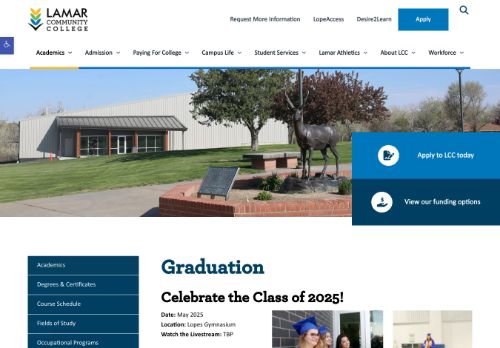 LAMAR
COMMUNITY
COLLEGE
Request More Information
LopeAccess
Desire2Learn
Apply
Academics
Admission
Paying For College
Campus Life
Student Services
Lamar Athletics
About LCC
Workforce
Apply to LCC today
View our funding options
Academics
Degrees & Certificates
Course Schedule
Fields of Study
Occupational Programs
Graduation
Celebrate the Class of 2025!
Date: May 2025
Location: Lopes Gymnasium
Watch the Livestream: TBP